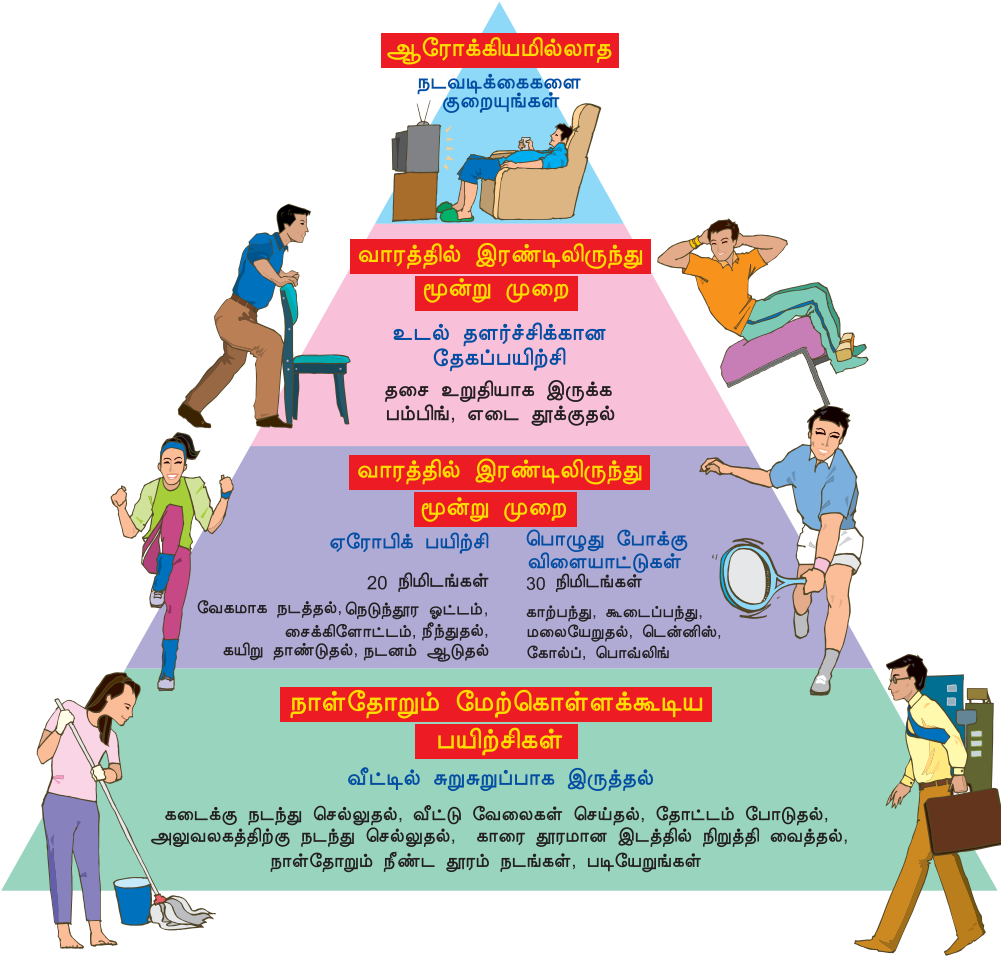 ஆரோக்கியமில்லாத
நடவடிக்கைகளை
குறையுங்கள்
வாரத்தில் இரண்டிலிருந்து
மூன்று முறை
உடல் தளர்ச்சிக்கான
தேகப்பயிற்சி
தசை உறுதியாக இருக்க
பம்பிங், எடை தூக்குதல்
வாரத்தில் இரண்டிலிருந்து
மூன்று முறை
ஏரோபிக் பயிற்சி
20 நிமிடங்கள்
வேகமாக நடத்தல், நெடுந்தூர ஓட்டம்,
சைக்கிளோட்டம், நீந்துதல்,
கயிறு தாண்டுதல், நடனம் ஆடுதல்
பொழுது போக்கு
விளையாட்டுகள்
30 நிமிடங்கள்
காற்பந்து, கூடைப்பந்து,
மலையேறுதல், டென்னிஸ்,
கோல்ப், பொவ்லிங்
நாள்தோறும் மேற்கொள்ளக்கூடிய
பயிற்சிகள்
வீட்டில் சுறுசுறுப்பாக இருத்தல்
கடைக்கு நடந்து செல்லுதல், வீட்டு வேலைகள் செய்தல், தோட்டம் போடுதல்,
அலுவலகத்திற்கு நடந்து செல்லுதல், காரை தூரமான இடத்தில் நிறுத்தி வைத்தல்,
நாள்தோறும் நீண்ட தூரம் நடங்கள், படியேறுங்கள்